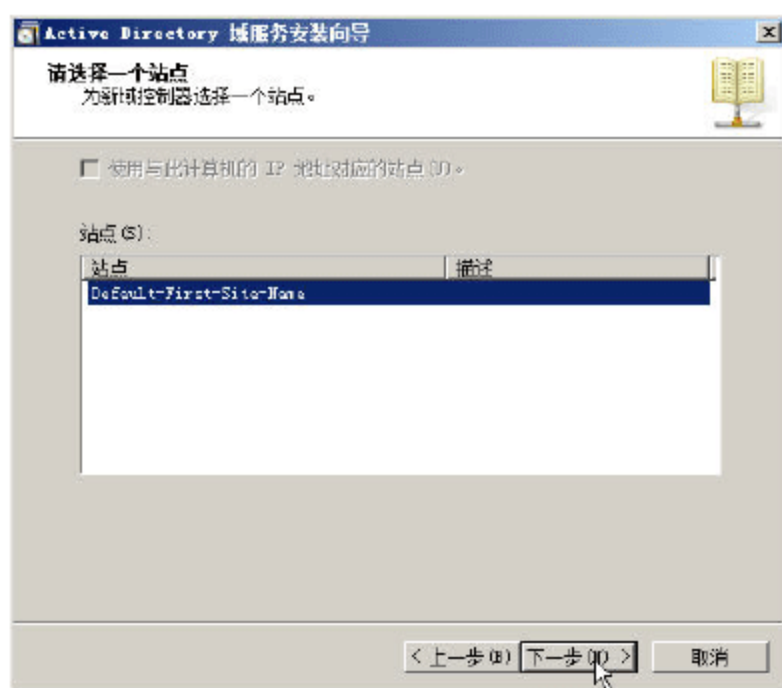 Active Directory 域服务安装向导
请选择一个站点
为新域控制器选择一个站点。
使用与此计算机的 IP 地址对应的站点(U)。
站点(S):
站点 描述
Default-First-Site-Name
< 上一步(B) 下一步(N) > 取消